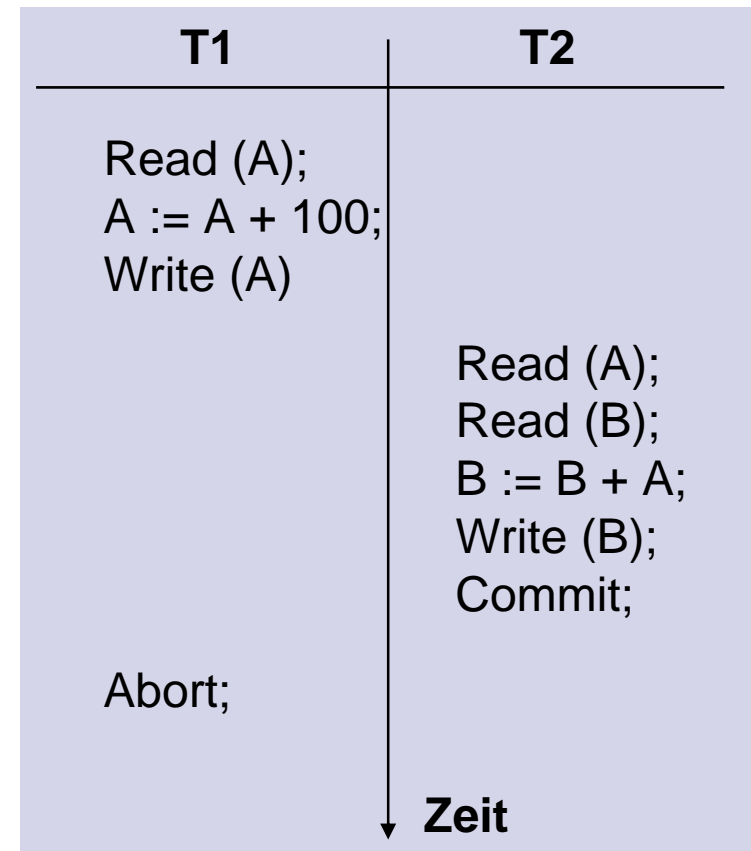 T1 T2
Read (A);
A := A + 100;
Write (A)
Read (A);
Read (B);
B := B + A;
Write (B);
Commit;
Abort;
Zeit